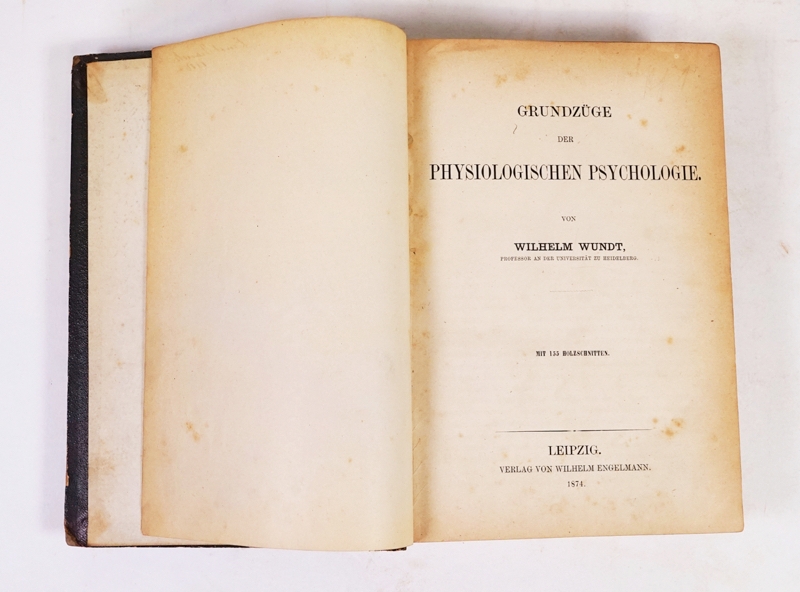 GRUNDZÜGE
DER
PHYSIOLOGISCHEN PSYCHOLOGIE.
VON
WILHELM WUNDT,
PROFESSOR AN DER UNIVERSITÄT ZU HEIDELBERG.
MIT 155 HOLZSCHNITTEN.
LEIPZIG.
VERLAG VON WILHELM ENGELMANN.
1874.